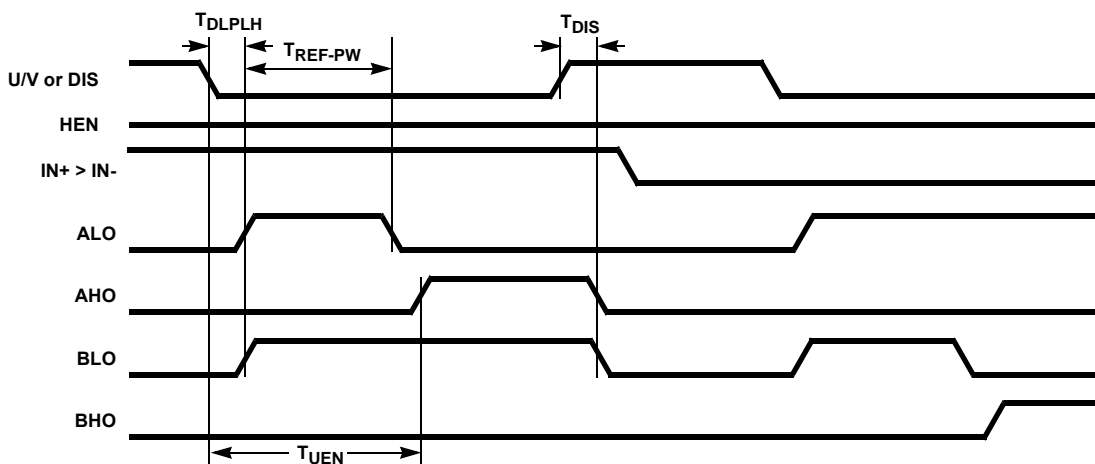 TDLPLH
TREF-PW
TDIS
U/V or DIS
HEN
IN+ > IN-
ALO
AHO
BLO
BHO
TUEN